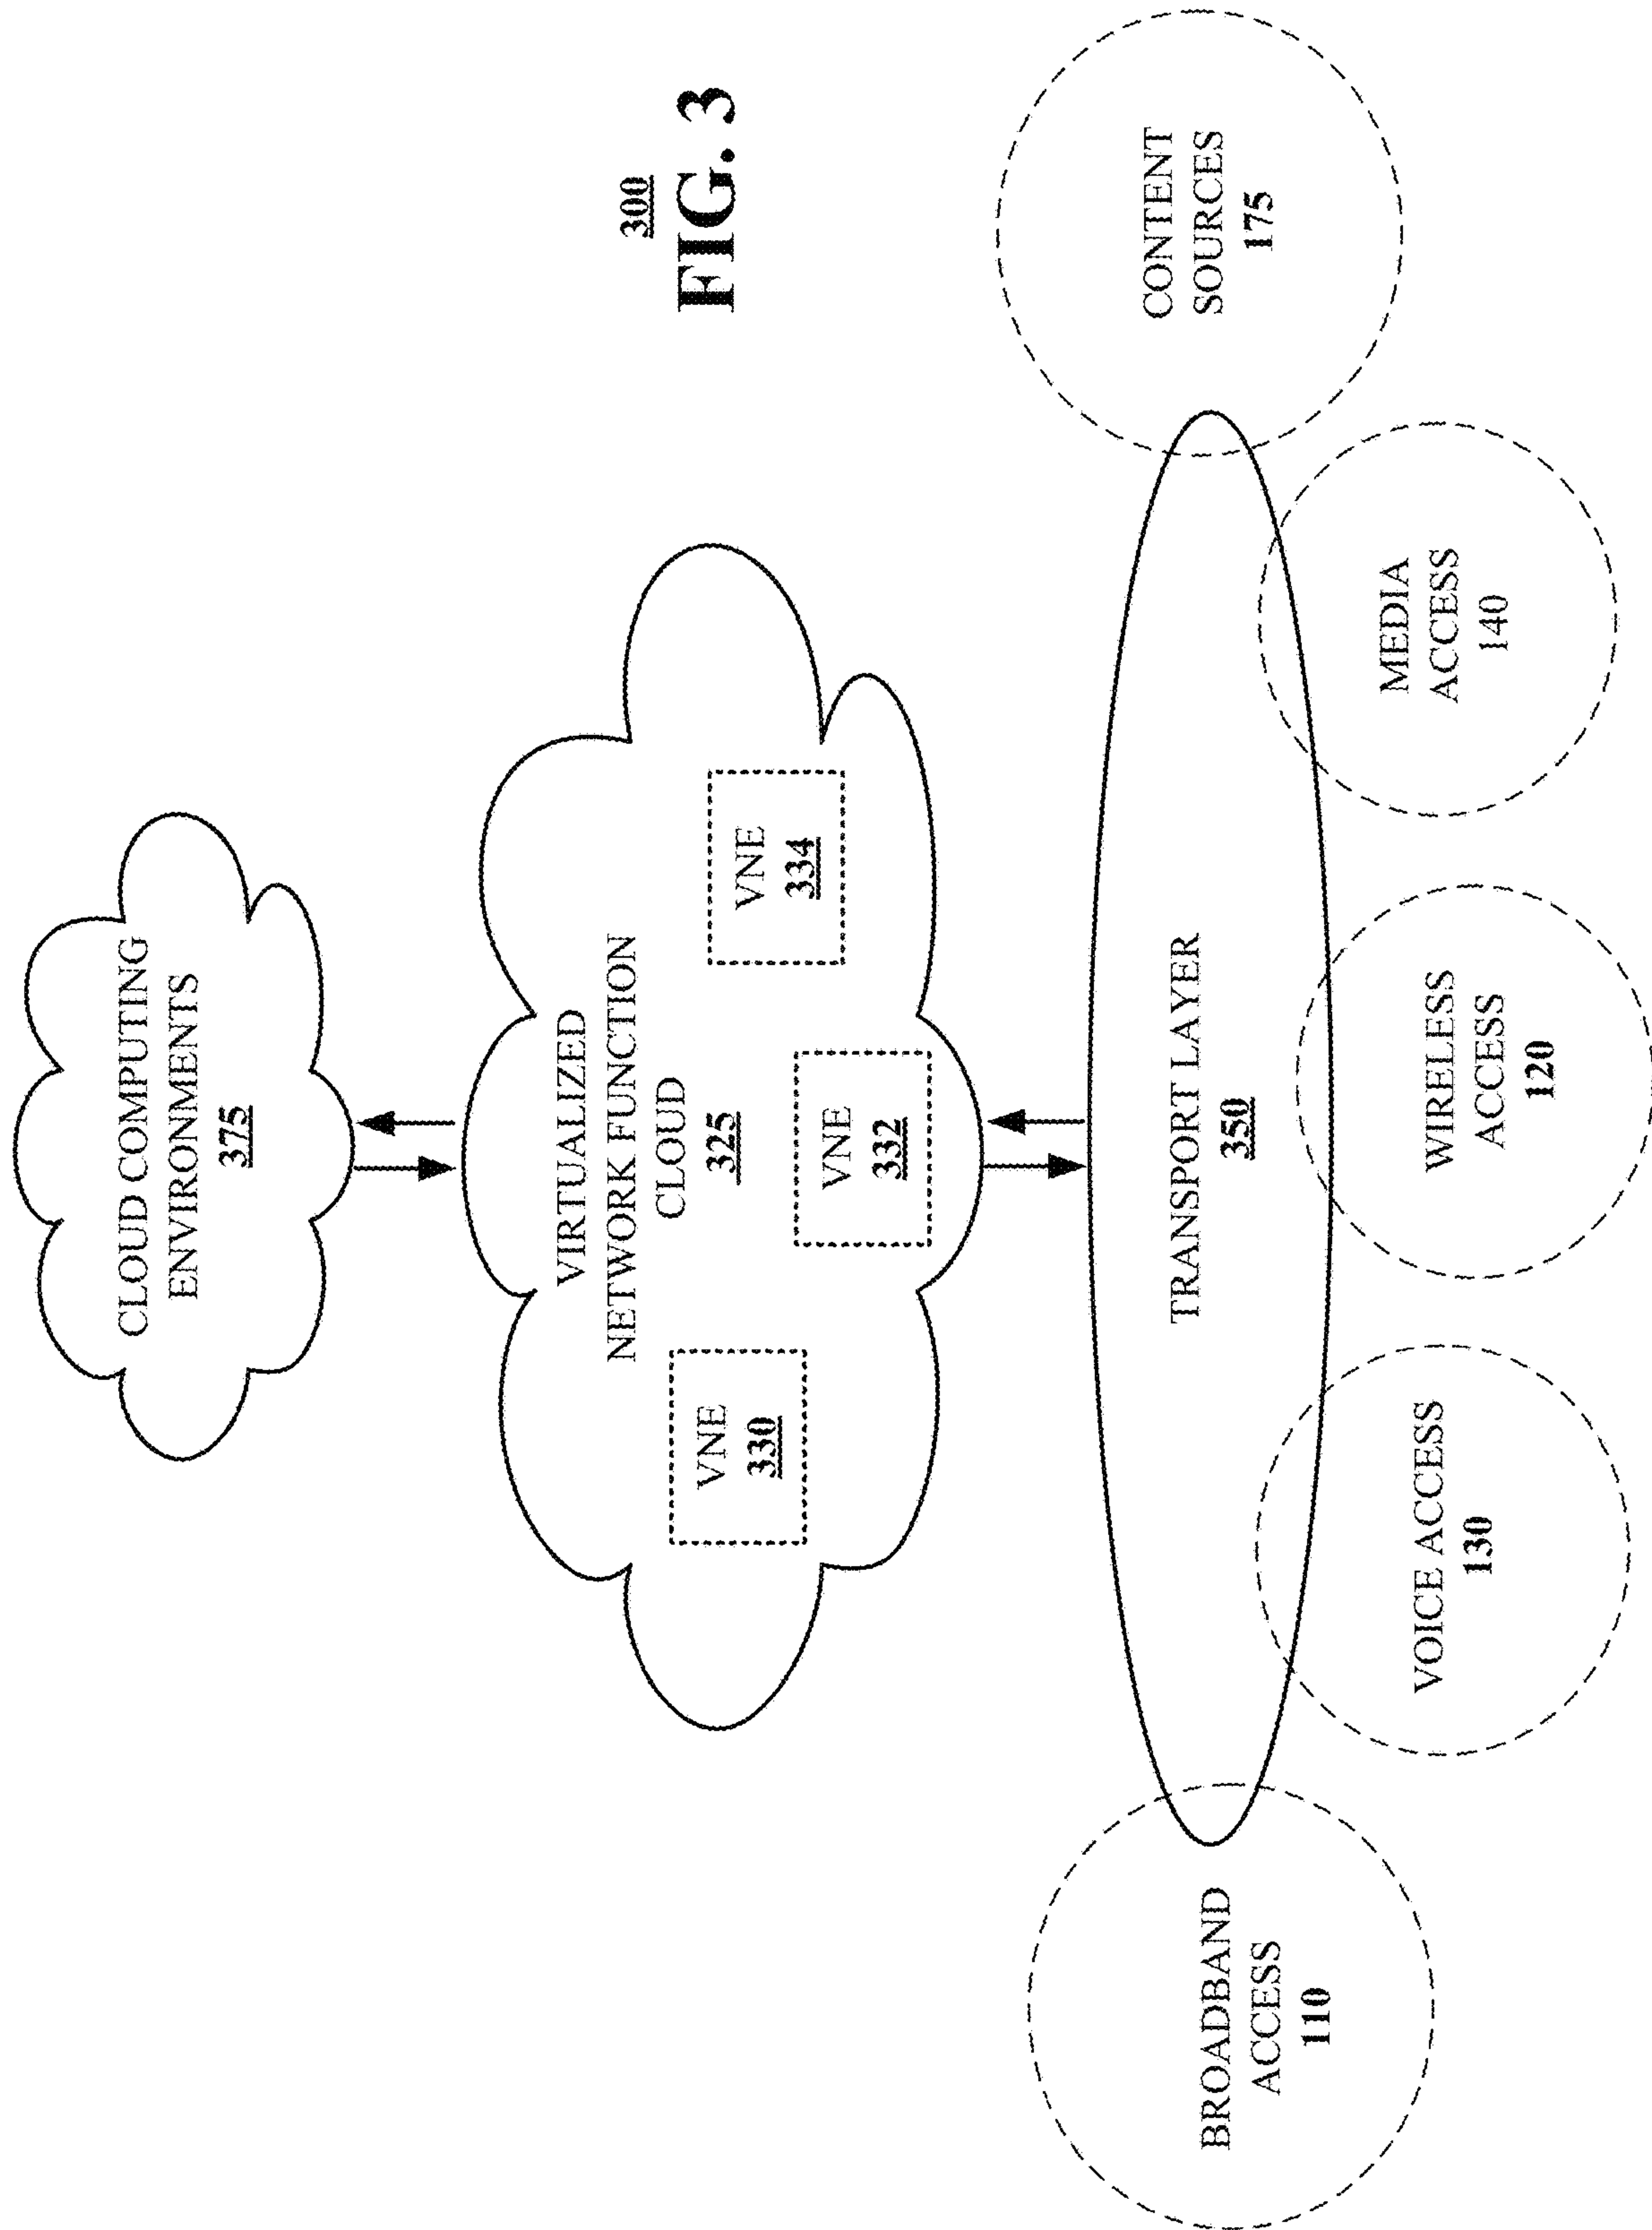 CLOUD COMPUTING
ENVIRONMENTS
375
VIRTUALIZED
NETWORK FUNCTION
CLOUD
325
VNE
330
VNE
332
VNE
334
300
FIG. 3
TRANSPORT LAYER
350
BROADBAND
ACCESS
110
VOICE ACCESS
130
WIRELESS
ACCESS
120
MEDIA
ACCESS
140
CONTENT
SOURCES
175